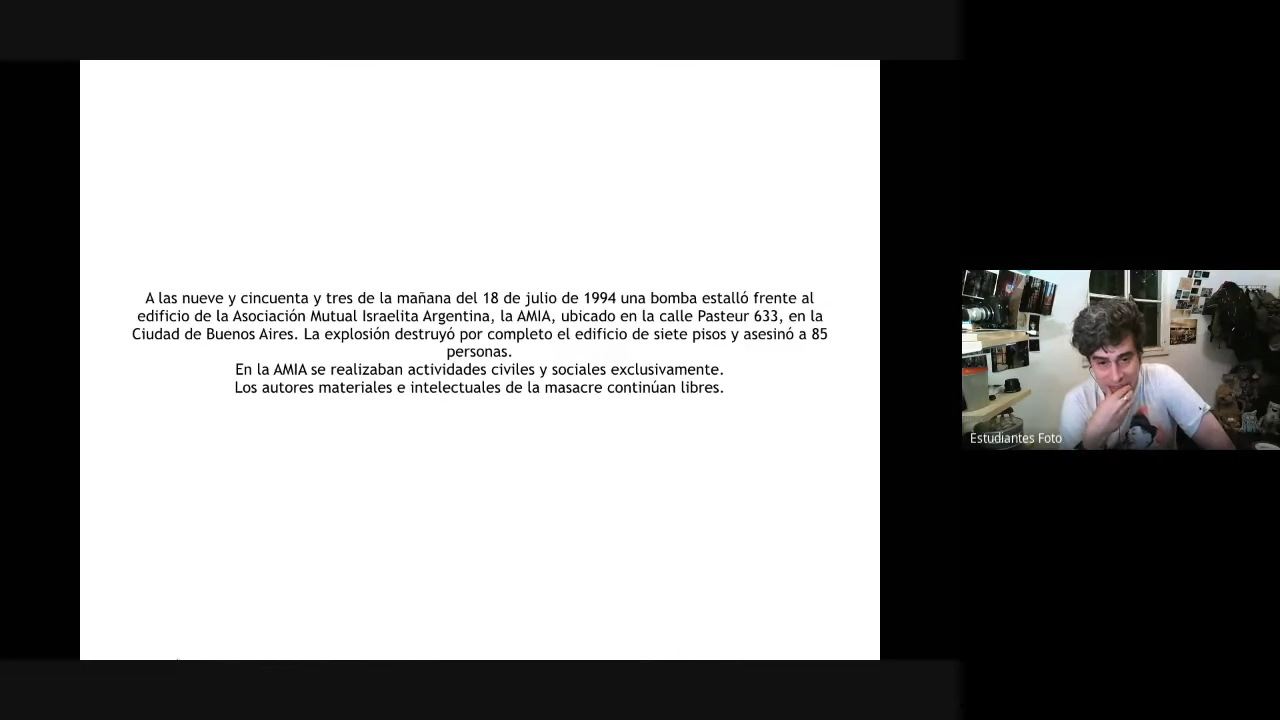 A las nueve y cincuenta y tres de la mañana del 18 de julio de 1994 una bomba estalló frente al
edificio de la Asociación Mutual Israelita Argentina, la AMIA, ubicado en la calle Pasteur 633, en la
Ciudad de Buenos Aires. La explosión destruyó por completo el edificio de siete pisos y asesinó a 85
personas.
En la AMIA se realizaban actividades civiles y sociales exclusivamente.
Los autores materiales e intelectuales de la masacre continúan libres.
Estudiantes Foto